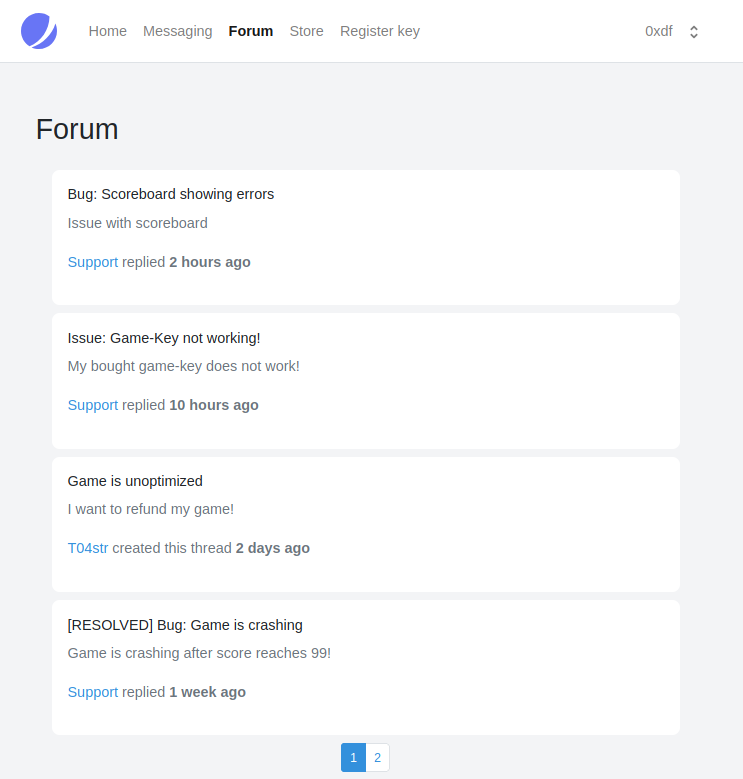 Home Messaging Forum Store Register key 0xdf
Forum
Bug: Scoreboard showing errors
Issue with scoreboard
Support replied 2 hours ago
Issue: Game-Key not working!
My bought game-key does not work!
Support replied 10 hours ago
Game is unoptimized
I want to refund my game!
T04str created this thread 2 days ago
[RESOLVED] Bug: Game is crashing
Game is crashing after score reaches 99!
Support replied 1 week ago
1 2